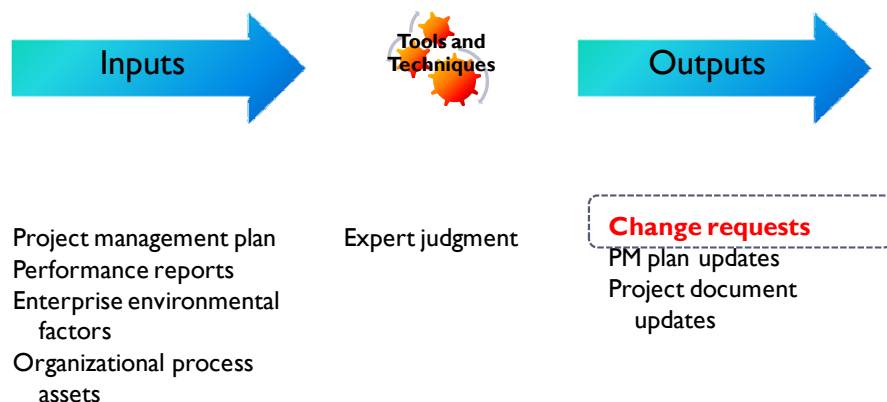 Inputs
Tools and
Techniques
Outputs
Project management plan
Performance reports
Enterprise environmental
factors
Organizational process
assets
Expert judgment
Change requests
PM plan updates
Project document
updates